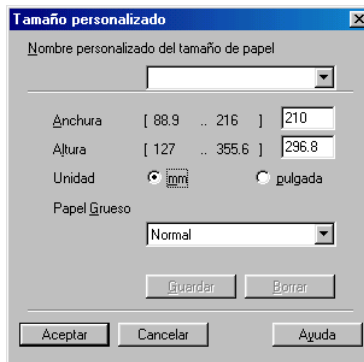 Tamaño personalizado
Nombre personalizado del tamaño de papel
Anchura [ 88.9 .. 216 ] 210
Altura [ 127 .. 355.6 ] 296.8
Unidad mm pulgada
Papel Grueso
Normal
Guardar Borrar
Aceptar Cancelar Ayuda